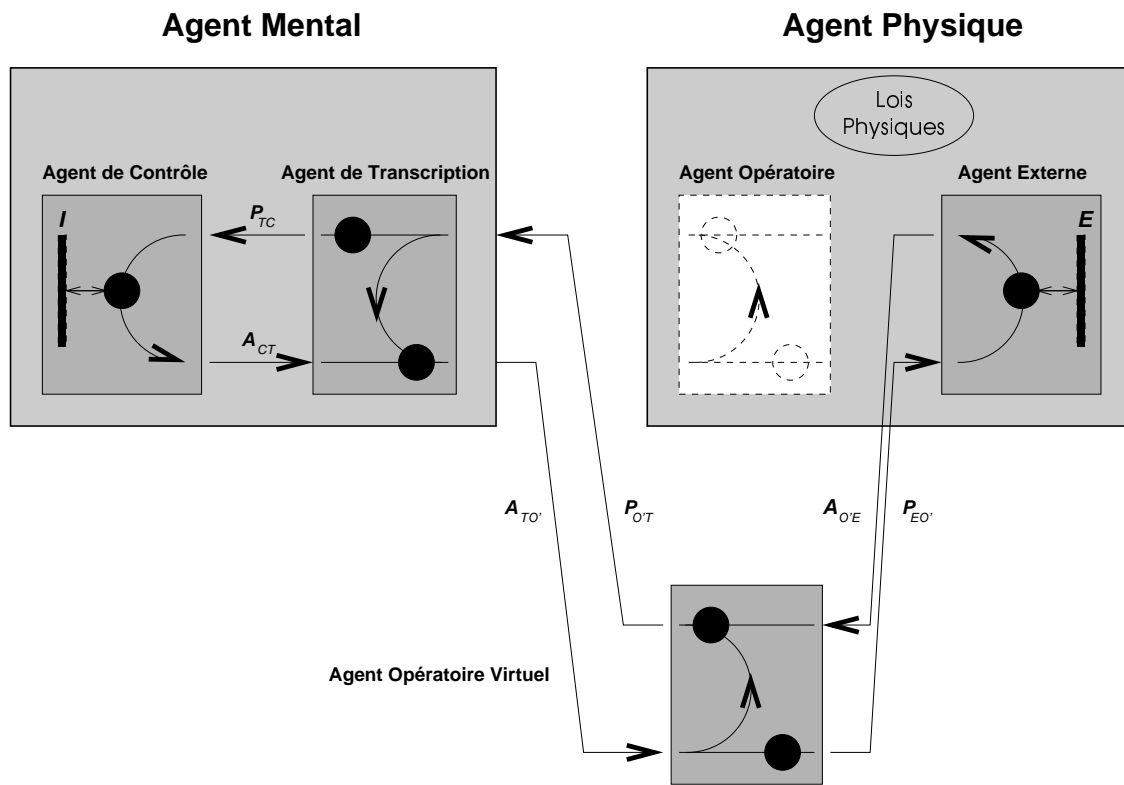 Agent Mental
Agent Physique
Lois
Physiques
Agent de Contrôle
Agent de Transcription
Agent Opératoire
Agent Externe
I
P_TC
E
A_CT
A_TO'
P_O'T
A_O'E
P_EO'
Agent Opératoire Virtuel